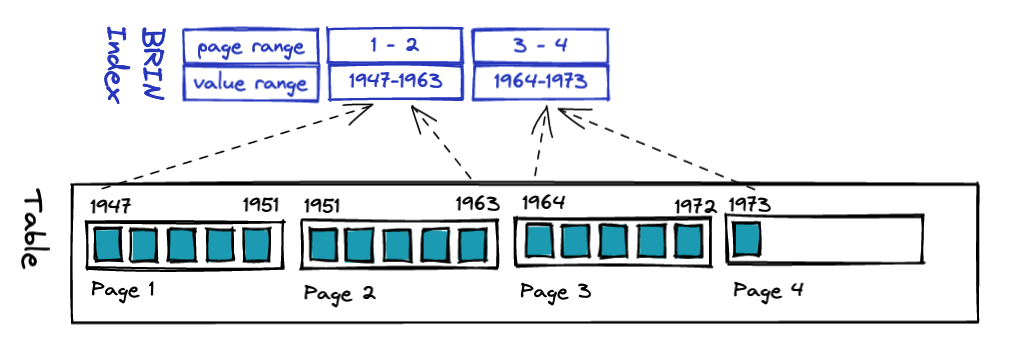 BRIN
Index
page range
1 - 2
3 - 4
value range
1947-1963
1964-1973
Table
1947
1951
1951
1963
1964
1972
1973
Page 1
Page 2
Page 3
Page 4